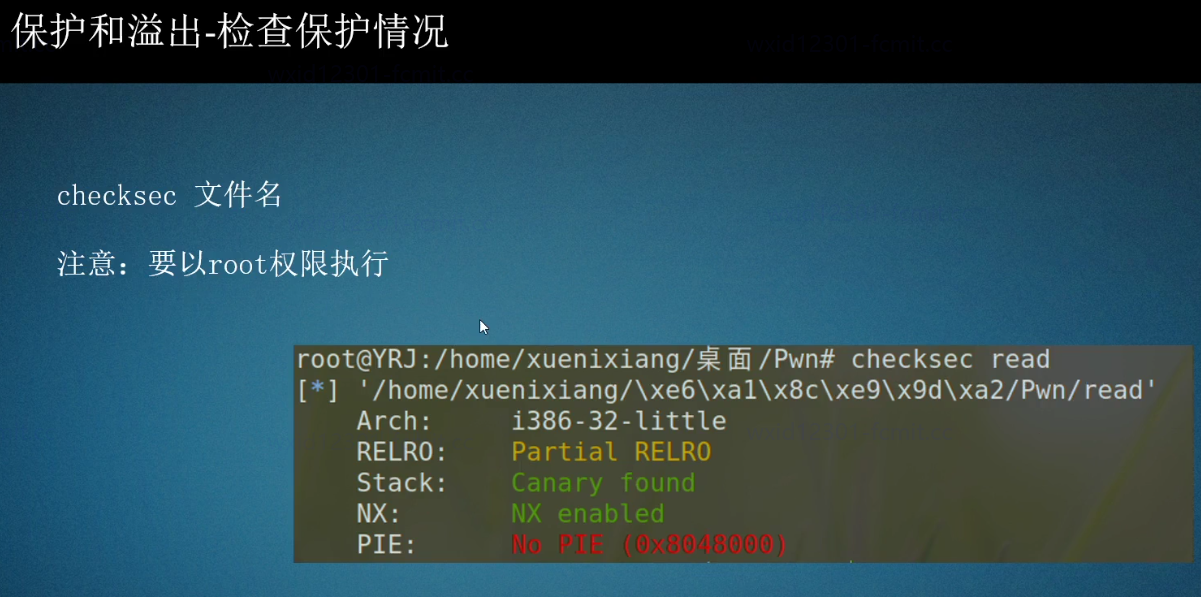 保护和溢出-检查保护情况
checksec 文件名
注意：要以root权限执行
root@YRJ:/home/xuenixiang/桌面/Pwn# checksec read
[*] '/home/xuenixiang/\xe6\xa1\x8c\xe9\x9d\xa2/Pwn/read'
Arch: i386-32-little
RELRO: Partial RELRO
Stack: Canary found
NX: NX enabled
PIE: No PIE (0x8048000)